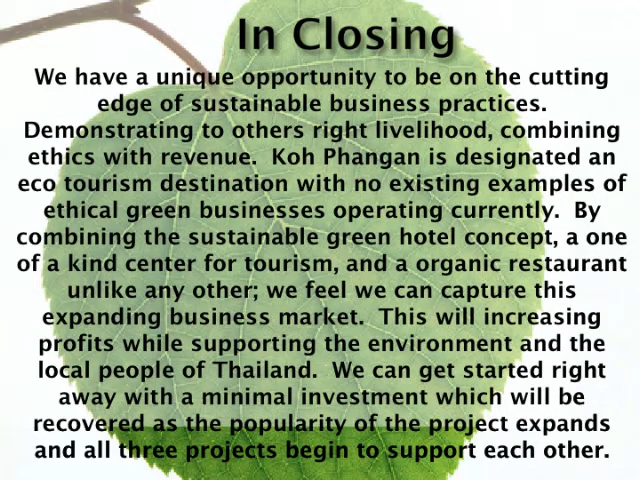 In Closing
We have a unique opportunity to be on the cutting
edge of sustainable business practices.
Demonstrating to others right livelihood, combining
ethics with revenue.  Koh Phangan is designated an
eco tourism destination with no existing examples of
ethical green businesses operating currently.  By
combining the sustainable green hotel concept, a one
of a kind center for tourism, and a organic restaurant
unlike any other; we feel we can capture this
expanding business market.  This will increasing
profits while supporting the environment and the
local people of Thailand.  We can get started right
away with a minimal investment which will be
recovered as the popularity of the project expands
and all three projects begin to support each other.